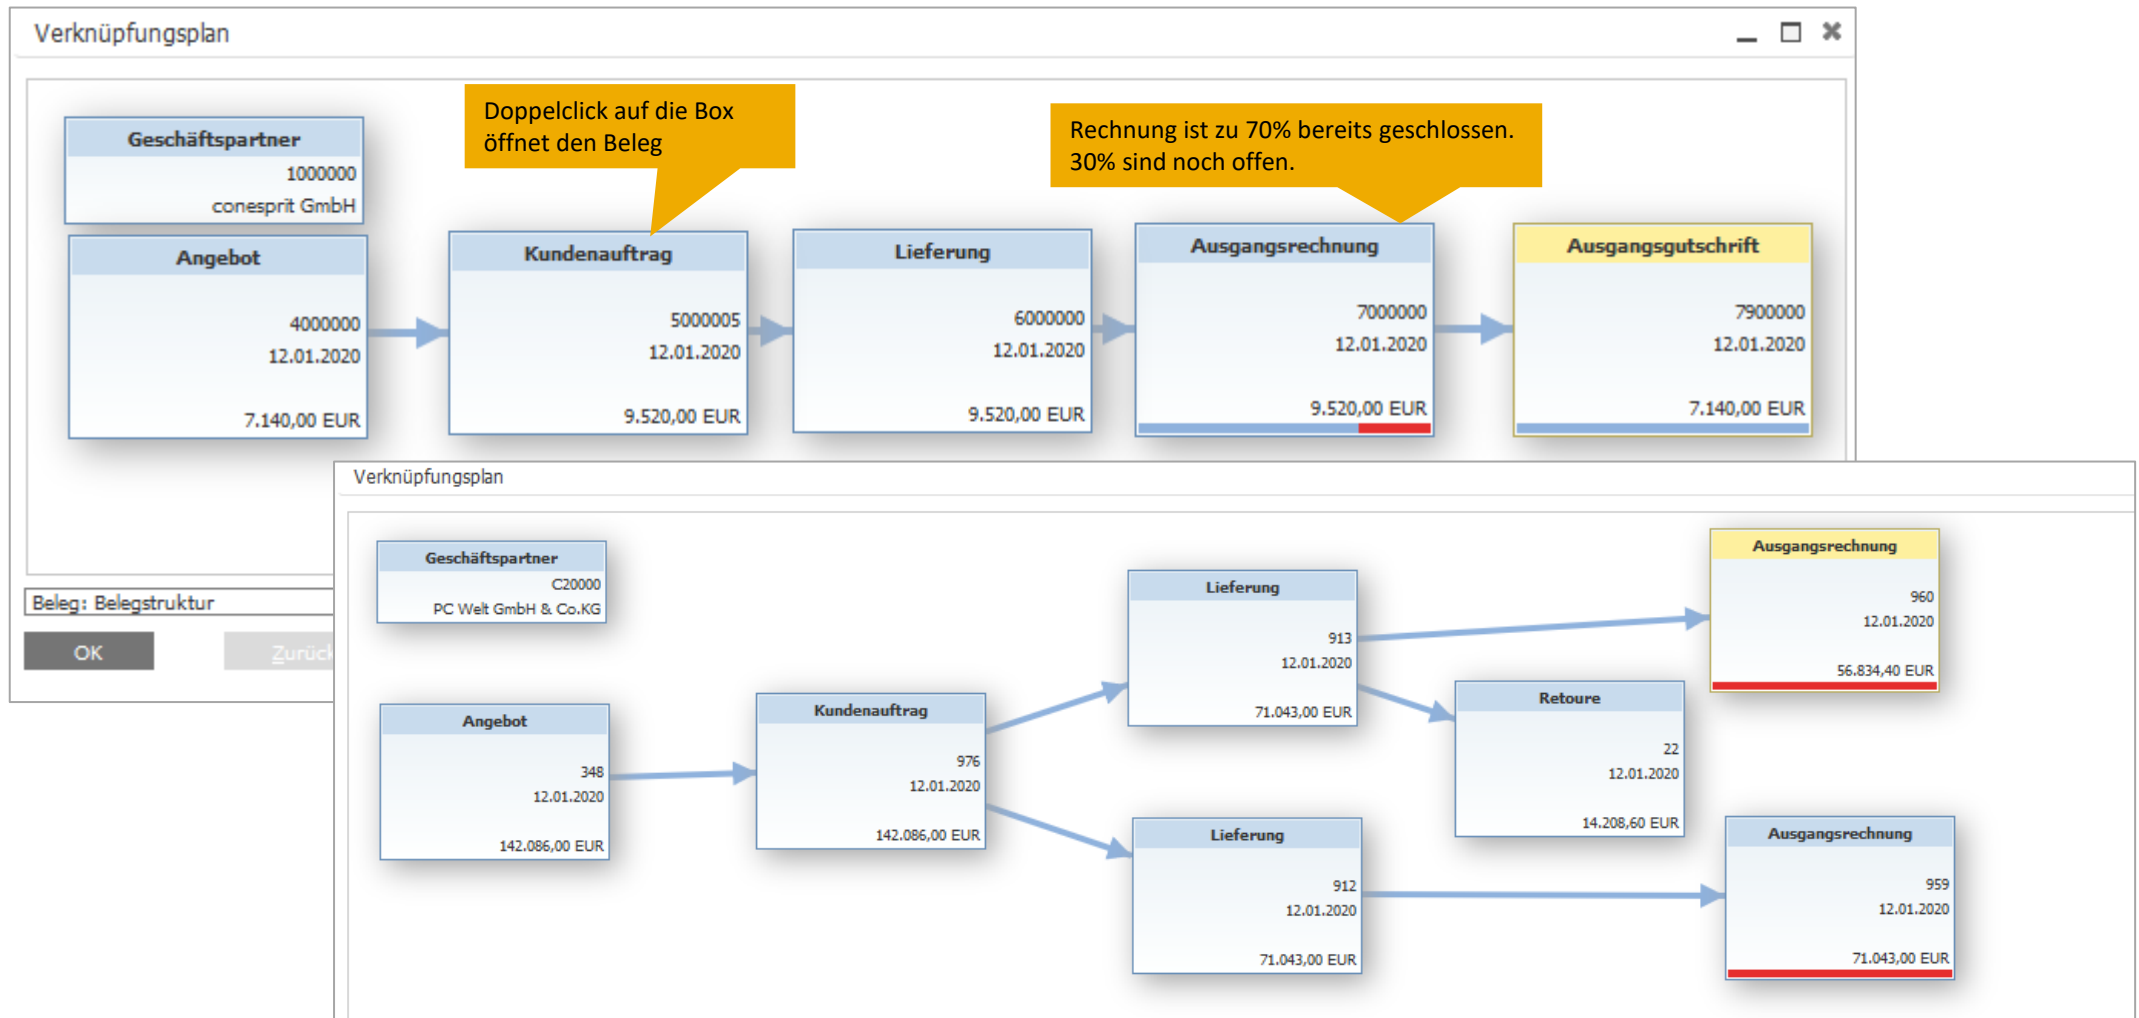 Verknüpfungsplan
Doppelclick auf die Box
öffnet den Beleg
Rechnung ist zu 70% bereits geschlossen.
30% sind noch offen.
Geschäftspartner
1000000
conesprit GmbH
Angebot
4000000
12.01.2020
7.140,00 EUR
Kundenauftrag
5000005
12.01.2020
9.520,00 EUR
Lieferung
6000000
12.01.2020
9.520,00 EUR
Ausgangsrechnung
7000000
12.01.2020
9.520,00 EUR
Ausgangsgutschrift
7900000
12.01.2020
7.140,00 EUR
Beleg: Belegstruktur
OK
Zurück
Verknüpfungsplan
Geschäftspartner
C20000
PC Welt GmbH & Co.KG
Angebot
348
12.01.2020
142.086,00 EUR
Kundenauftrag
976
12.01.2020
142.086,00 EUR
Lieferung
913
12.01.2020
71.043,00 EUR
Ausgangsrechnung
960
12.01.2020
56.834,40 EUR
Retoure
22
12.01.2020
14.208,60 EUR
Lieferung
912
12.01.2020
71.043,00 EUR
Ausgangsrechnung
959
12.01.2020
71.043,00 EUR